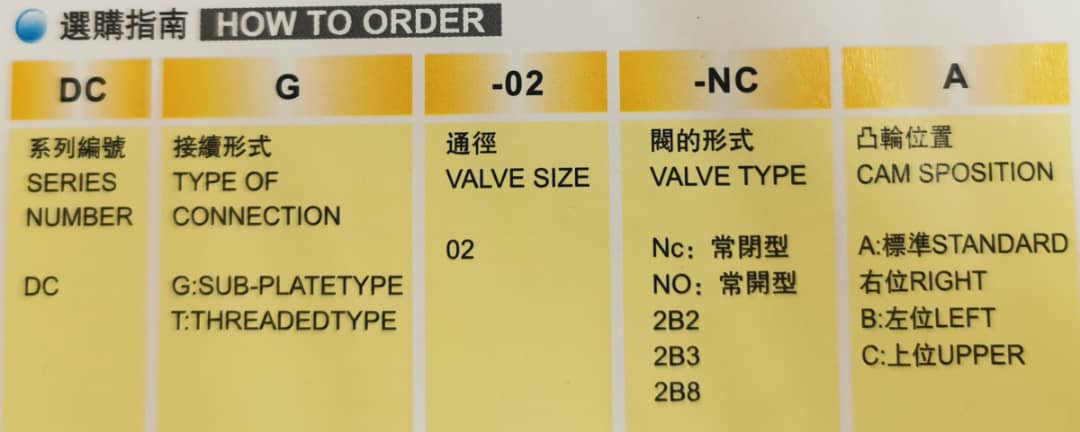 選購指南 HOW TO ORDER
DC G -02 -NC A
系列編號 接續形式 通徑 閥的形式 凸輪位置
SERIES TYPE OF VALVE SIZE VALVE TYPE CAM SPOSITION
NUMBER CONNECTION
02 Nc：常閉型 A:標準STANDARD
DC G:SUB-PLATETYPE NO：常開型 右位RIGHT
T:THREADEDTYPE 2B2 B:左位LEFT
2B3 C:上位UPPER
2B8